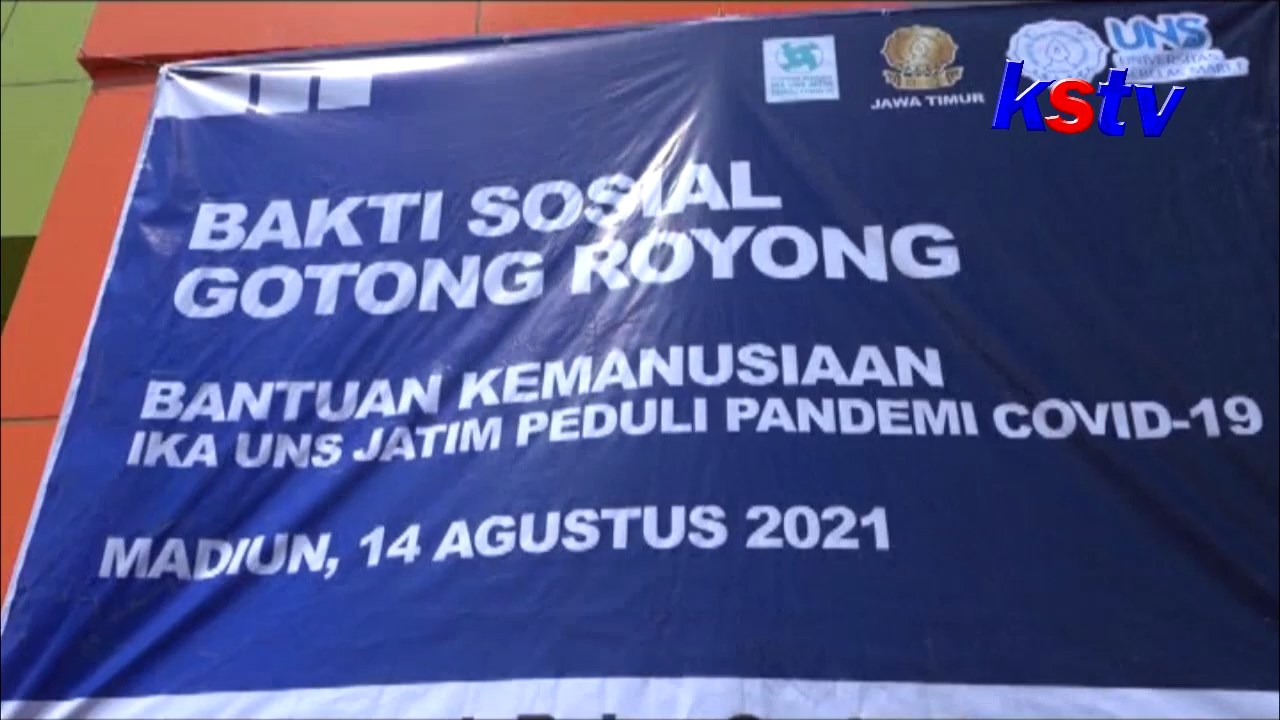 JAWA TIMUR
UNS
UNIVERSITAS
kstv
BAKTI SOSIAL
GOTONG ROYONG
BANTUAN KEMANUSIAAN
IKA UNS JATIM PEDULI PANDEMI COVID-19
MADIUN, 14 AGUSTUS 2021